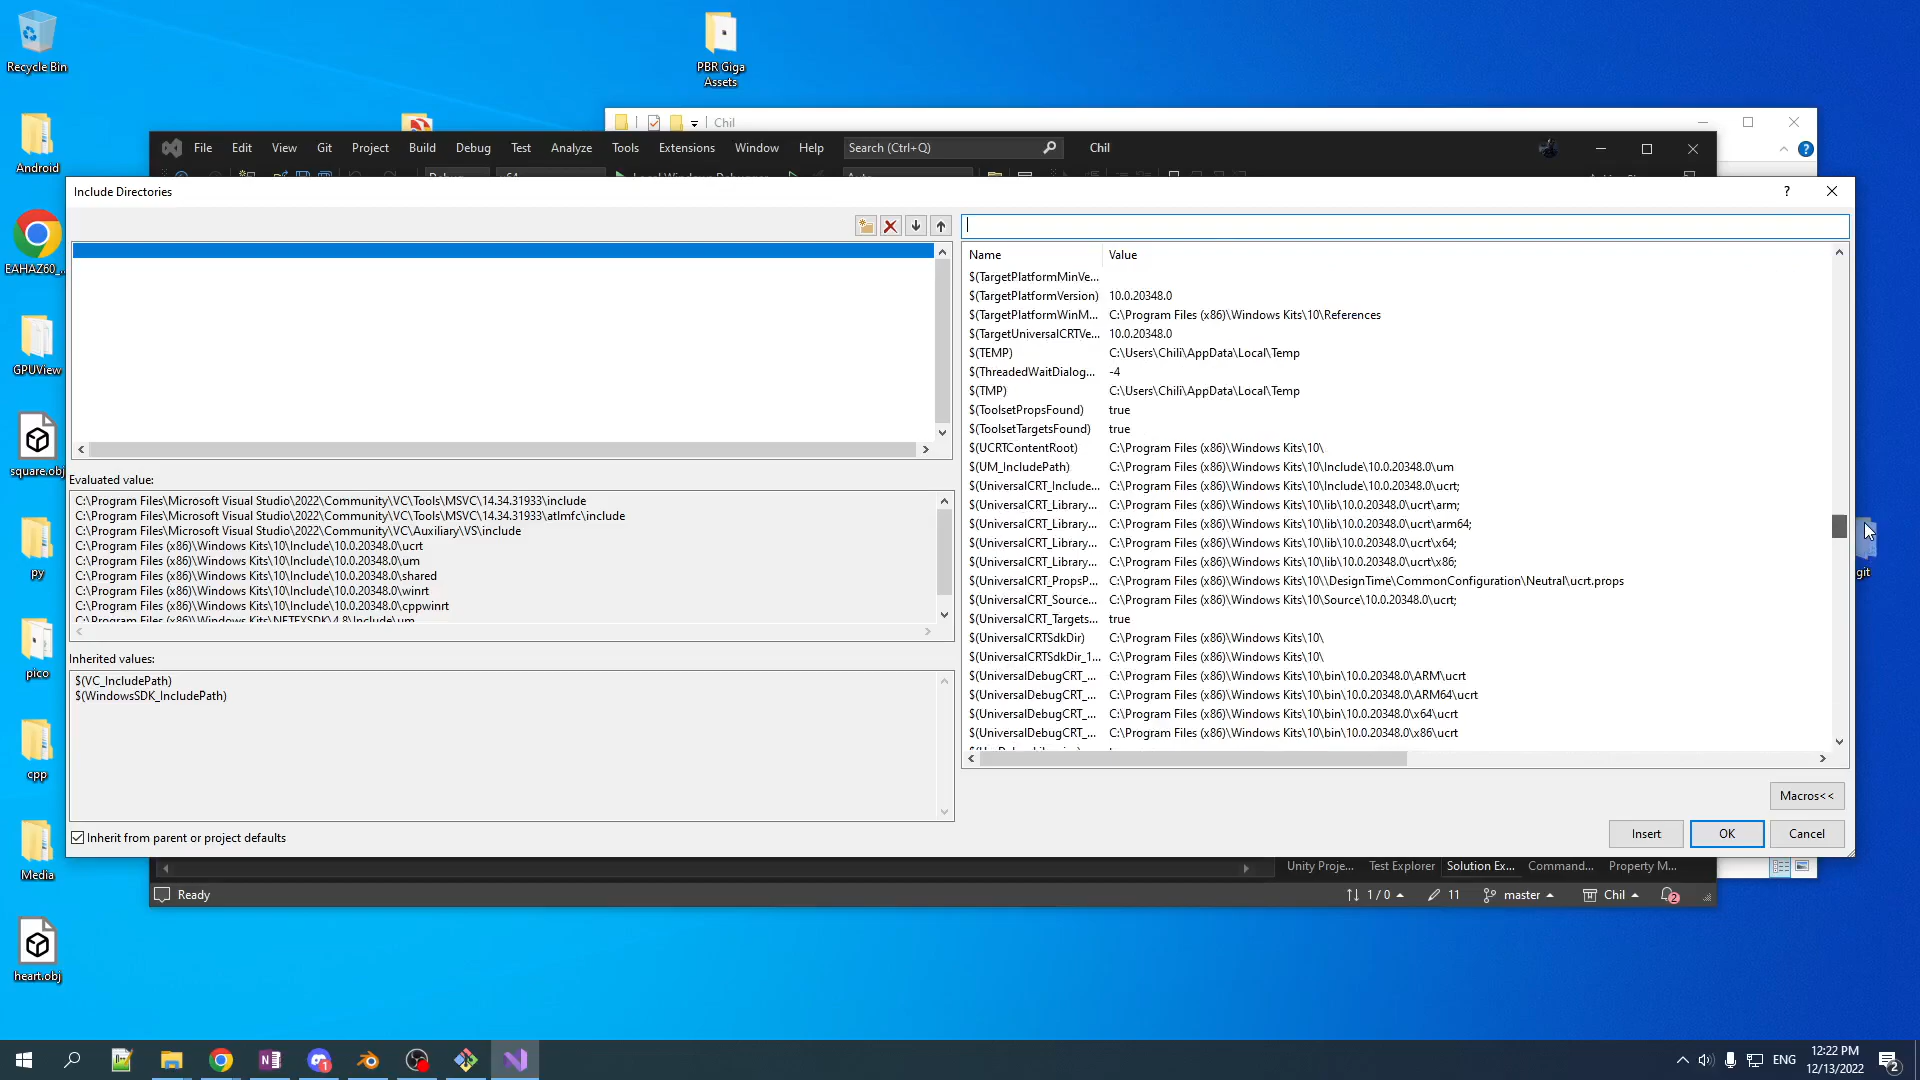 Recycle Bin
Android
EAHAZ60_...
GPUView
square.obj
py
pico
cpp
Media
heart.obj
PBR Giga
Assets
git
Chil
File Edit View Git Project Build Debug Test Analyze Tools Extensions Window Help Search (Ctrl+Q) Chil
Include Directories
Name Value
$(TargetPlatformMinVe...
$(TargetPlatformVersion) 10.0.20348.0
$(TargetPlatformWinM... C:\Program Files (x86)\Windows Kits\10\References
$(TargetUniversalCRTVe... 10.0.20348.0
$(TEMP) C:\Users\Chili\AppData\Local\Temp
$(ThreadedWaitDialog... -4
$(TMP) C:\Users\Chili\AppData\Local\Temp
$(ToolsetPropsFound) true
$(ToolsetTargetsFound) true
$(UCRTContentRoot) C:\Program Files (x86)\Windows Kits\10\
$(UM_IncludePath) C:\Program Files (x86)\Windows Kits\10\Include\10.0.20348.0\um
$(UniversalCRT_Include... C:\Program Files (x86)\Windows Kits\10\Include\10.0.20348.0\ucrt;
$(UniversalCRT_Library... C:\Program Files (x86)\Windows Kits\10\lib\10.0.20348.0\ucrt\arm;
$(UniversalCRT_Library... C:\Program Files (x86)\Windows Kits\10\lib\10.0.20348.0\ucrt\arm64;
$(UniversalCRT_Library... C:\Program Files (x86)\Windows Kits\10\lib\10.0.20348.0\ucrt\x64;
$(UniversalCRT_Library... C:\Program Files (x86)\Windows Kits\10\lib\10.0.20348.0\ucrt\x86;
$(UniversalCRT_PropsP... C:\Program Files (x86)\Windows Kits\10\\DesignTime\CommonConfiguration\Neutral\ucrt.props
$(UniversalCRT_Source... C:\Program Files (x86)\Windows Kits\10\Source\10.0.20348.0\ucrt;
$(UniversalCRT_Targets... true
$(UniversalCRTSdkDir) C:\Program Files (x86)\Windows Kits\10\
$(UniversalCRTSdkDir_1... C:\Program Files (x86)\Windows Kits\10\
$(UniversalDebugCRT_... C:\Program Files (x86)\Windows Kits\10\bin\10.0.20348.0\ARM\ucrt
$(UniversalDebugCRT_... C:\Program Files (x86)\Windows Kits\10\bin\10.0.20348.0\ARM64\ucrt
$(UniversalDebugCRT_... C:\Program Files (x86)\Windows Kits\10\bin\10.0.20348.0\x64\ucrt
$(UniversalDebugCRT_... C:\Program Files (x86)\Windows Kits\10\bin\10.0.20348.0\x86\ucrt
Evaluated value:
C:\Program Files\Microsoft Visual Studio\2022\Community\VC\Tools\MSVC\14.34.31933\include
C:\Program Files\Microsoft Visual Studio\2022\Community\VC\Tools\MSVC\14.34.31933\atlmfc\include
C:\Program Files\Microsoft Visual Studio\2022\Community\VC\Auxiliary\VS\include
C:\Program Files (x86)\Windows Kits\10\Include\10.0.20348.0\ucrt
C:\Program Files (x86)\Windows Kits\10\Include\10.0.20348.0\um
C:\Program Files (x86)\Windows Kits\10\Include\10.0.20348.0\shared
C:\Program Files (x86)\Windows Kits\10\Include\10.0.20348.0\winrt
C:\Program Files (x86)\Windows Kits\10\Include\10.0.20348.0\cppwinrt
C:\Program Files (x86)\Windows Kits\NETFXSDK\4.8\Include\um
Inherited values:
$(VC_IncludePath)
$(WindowsSDK_IncludePath)
Inherit from parent or project defaults
Macros<<
Insert OK Cancel
Unity Proje... Test Explorer Solution Ex... Command... Property M...
Ready 1 / 0 11 master Chil 2
ENG 12:22 PM
12/13/2022 2